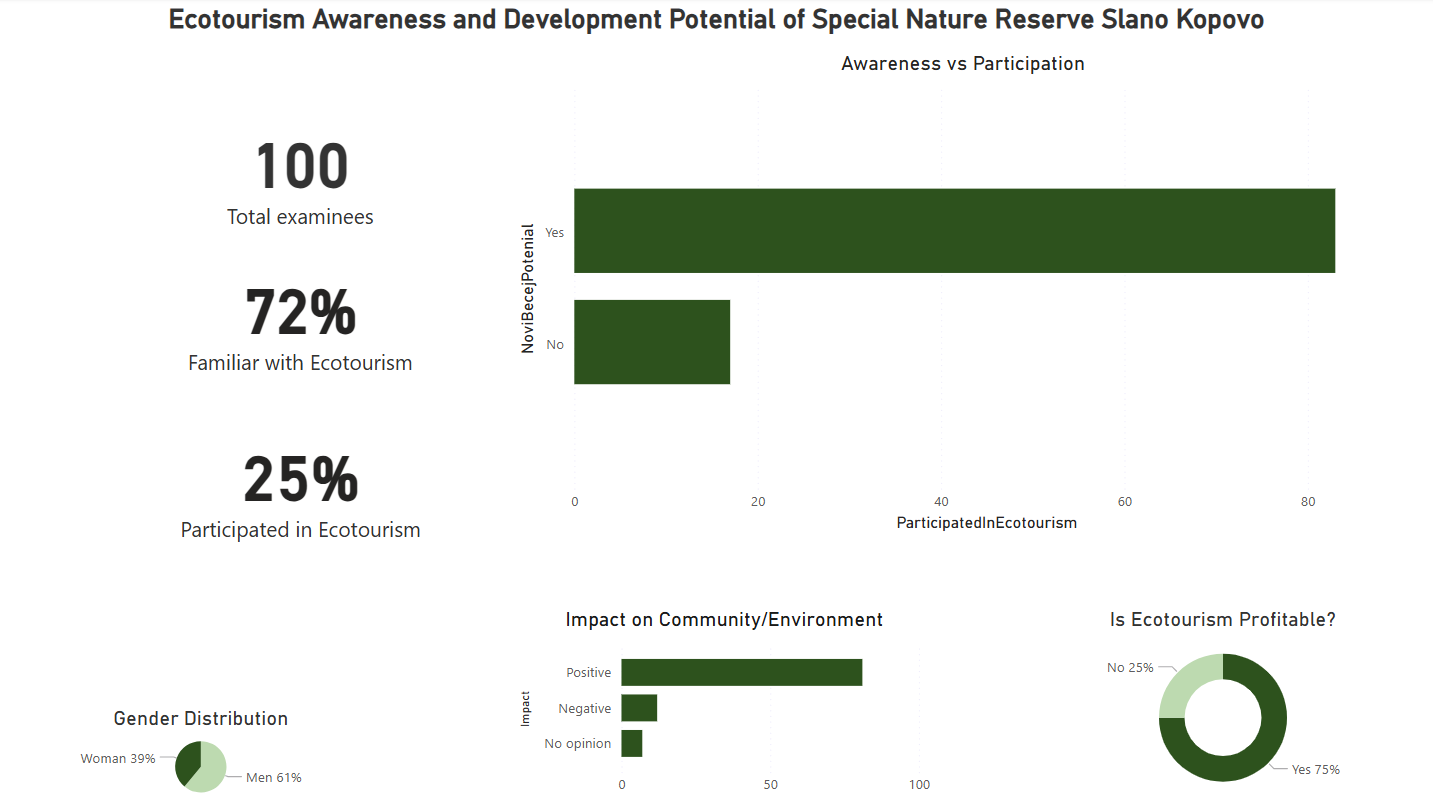 Ecotourism Awareness and Development Potential of Special Nature Reserve Slano Kopovo
100
Total examinees
72%
Familiar with Ecotourism
25%
Participated in Ecotourism
Awareness vs Participation
NoviBecejPotenial
Yes
No
0 20 40 60 80
ParticipatedInEcotourism
Gender Distribution
Woman 39%
Men 61%
Impact on Community/Environment
Impact
Positive
Negative
No opinion
0 50 100
Is Ecotourism Profitable?
No 25%
Yes 75%